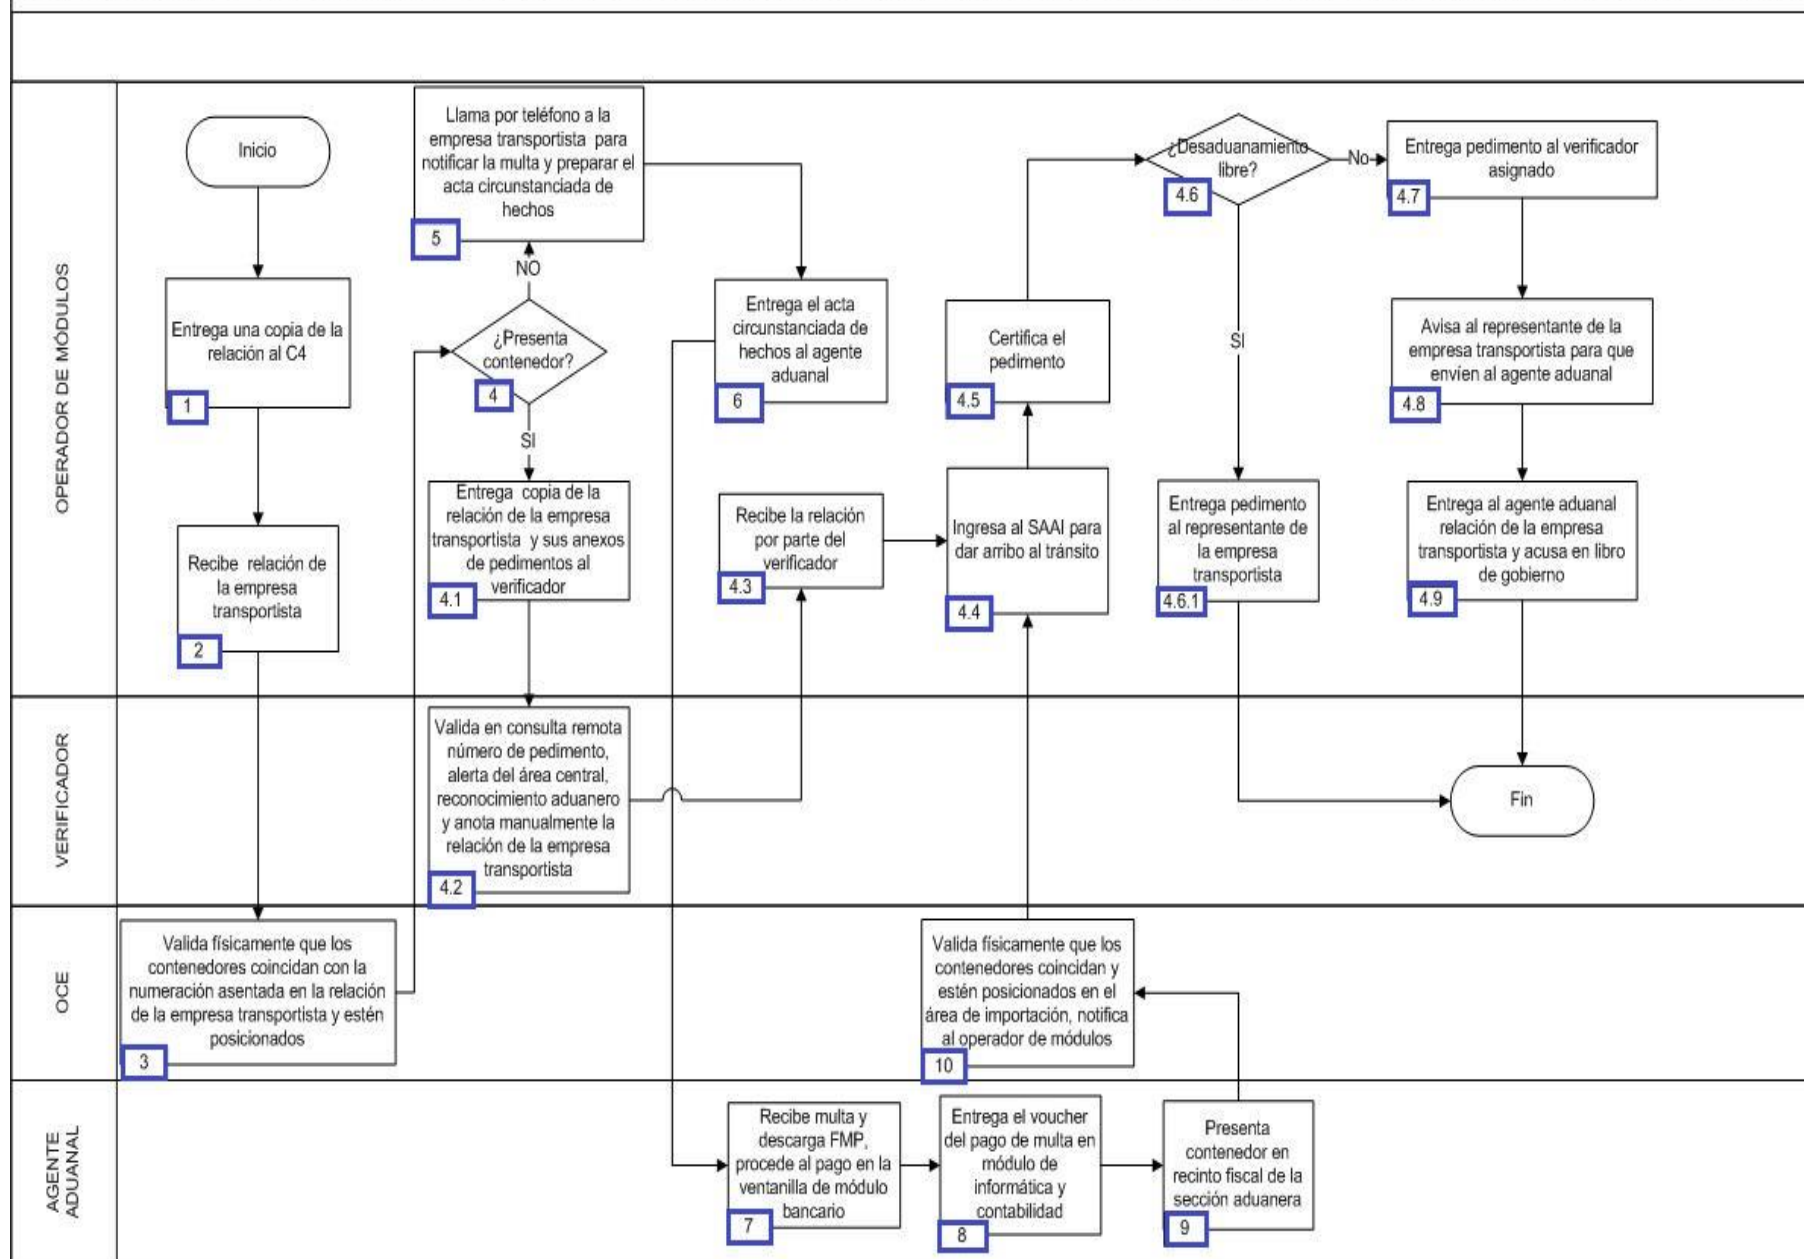 OPERADOR DE MÓDULOS
Inicio
Entrega una copia de la
relación al C4
1
Recibe relación de
la empresa
transportista
2
Llama por teléfono a la
empresa transportista para
notificar la multa y preparar el
acta circunstanciada de
hechos
5
NO
¿Presenta
contenedor?
4
SI
Entrega copia de la
relación de la empresa
transportista y sus anexos
de pedimentos al
verificador
4.1
Entrega el acta
circunstanciada de
hechos al agente
aduanal
6
Recibe la relación
por parte del
verificador
4.3
Certifica el
pedimento
4.5
Ingresa al SAAI para
dar arribo al tránsito
4.4
¿Desaduanamiento
libre?
4.6
No
SI
Entrega pedimento
al representante de
la empresa
transportista
4.6.1
Entrega pedimento al verificador
asignado
4.7
Avisa al representante de la
empresa transportista para que
envíen al agente aduanal
4.8
Entrega al agente aduanal
relación de la empresa
transportista y acusa en libro
de gobierno
4.9
VERIFICADOR
Valida en consulta remota
número de pedimento,
alerta del área central,
reconocimiento aduanero
y anota manualmente la
relación de la empresa
transportista
4.2
Fin
OCE
Valida físicamente que los
contenedores coincidan con la
numeración asentada en la relación
de la empresa transportista y estén
posicionados
3
Valida físicamente que los
contenedores coincidan y
estén posicionados en el
área de importación, notifica
al operador de módulos
10
AGENTE
ADUANAL
Recibe multa y
descarga FMP,
procede al pago en la
ventanilla de módulo
bancario
7
Entrega el voucher
del pago de multa en
módulo de
informática y
contabilidad
8
Presenta
contenedor en
recinto fiscal de la
sección aduanera
9